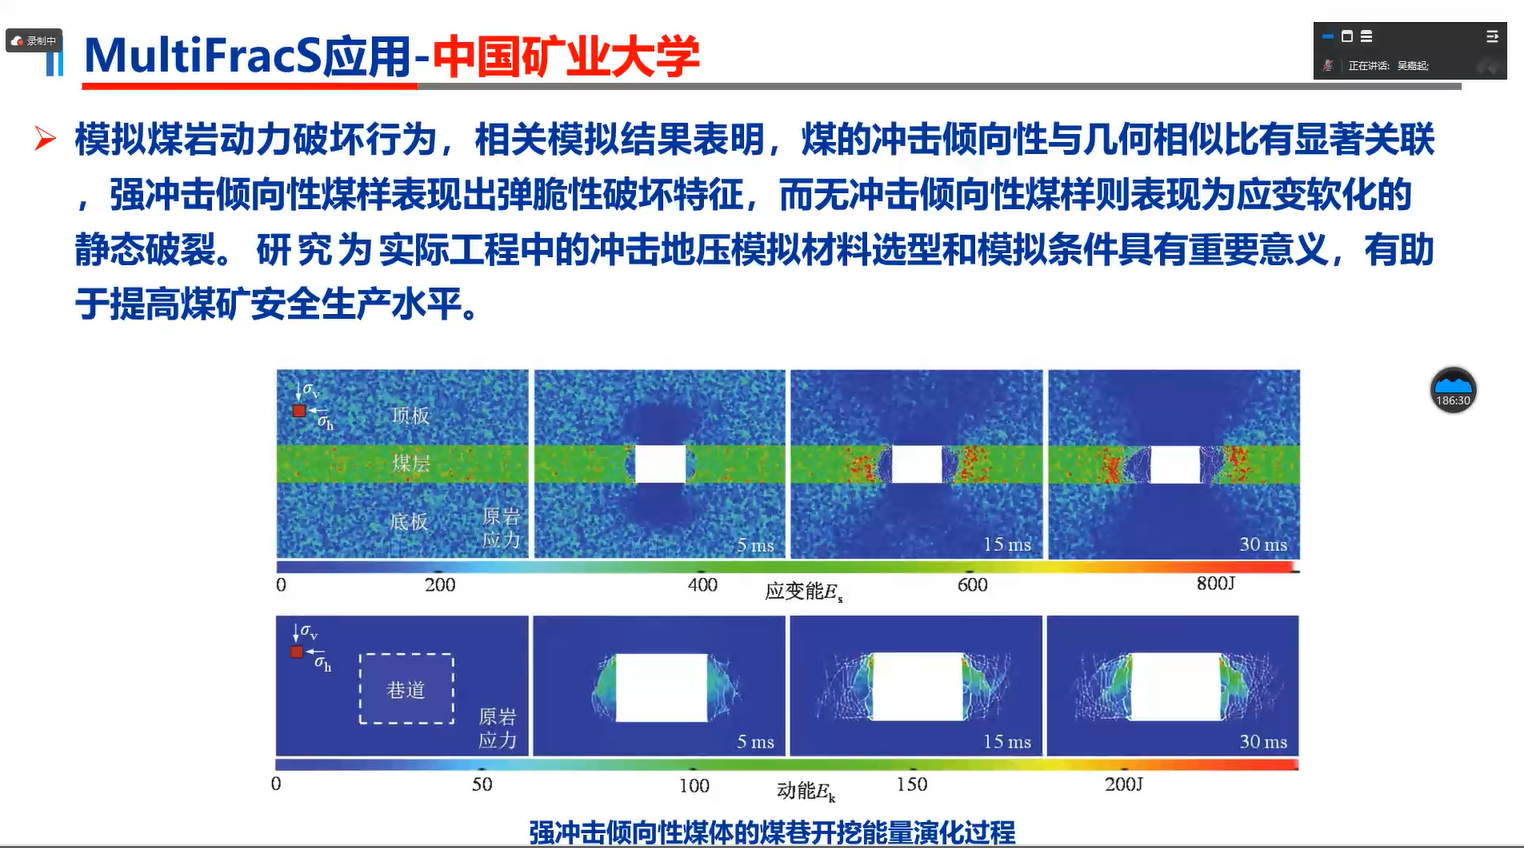 录制中
MultiFracS应用-中国矿业大学
正在讲话: 吴嘉起;
模拟煤岩动力破坏行为，相关模拟结果表明，煤的冲击倾向性与几何相似比有显著关联
，强冲击倾向性煤样表现出弹脆性破坏特征，而无冲击倾向性煤样则表现为应变软化的
静态破裂。研究为实际工程中的冲击地压模拟材料选型和模拟条件具有重要意义，有助
于提高煤矿安全生产水平。
186:30
σv
σh
顶板
煤层
底板
原岩
应力
5 ms
15 ms
30 ms
0 200 400 600 800J
应变能Es
σv
σh
巷道
原岩
应力
5 ms
15 ms
30 ms
0 50 100 150 200J
动能Ek
强冲击倾向性煤体的煤巷开挖能量演化过程